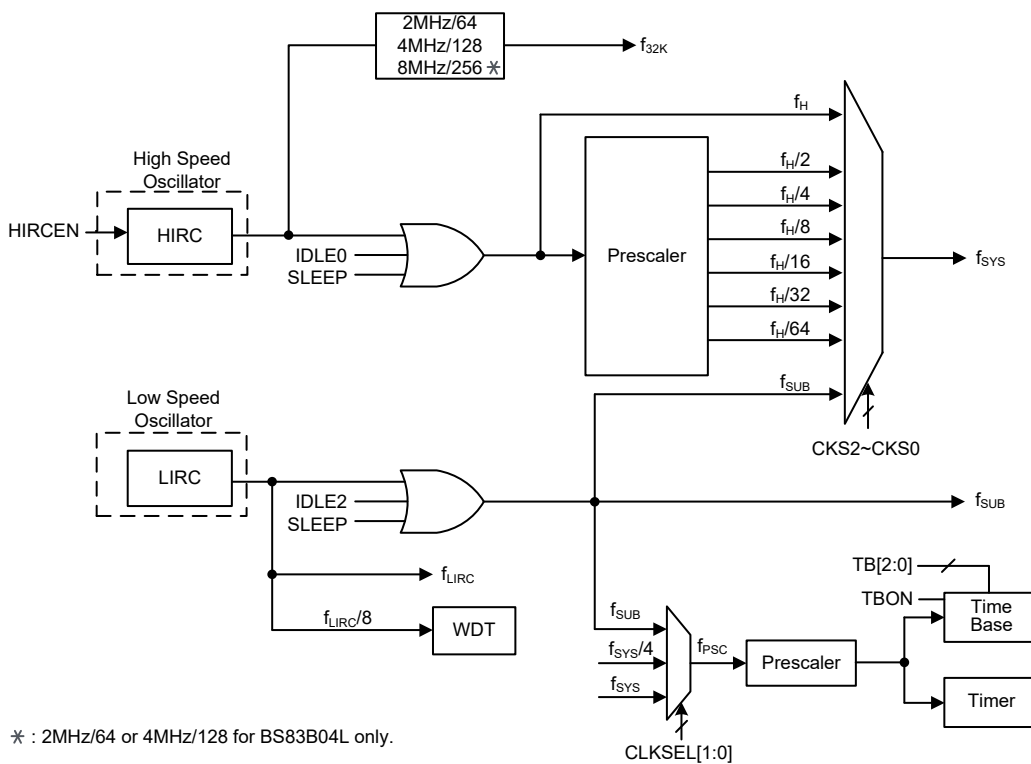 2MHz/64
4MHz/128
8MHz/256 *
f32K
fH
High Speed
Oscillator
HIRCEN
HIRC
IDLE0
SLEEP
Prescaler
fH/2
fH/4
fH/8
fH/16
fH/32
fH/64
fSYS
fSUB
CKS2~CKS0
Low Speed
Oscillator
LIRC
IDLE2
SLEEP
fSUB
fLIRC
fLIRC/8
WDT
fSUB
fSYS/4
fSYS
fPSC
Prescaler
CLKSEL[1:0]
TB[2:0]
TBON
Time
Base
Timer
* : 2MHz/64 or 4MHz/128 for BS83B04L only.